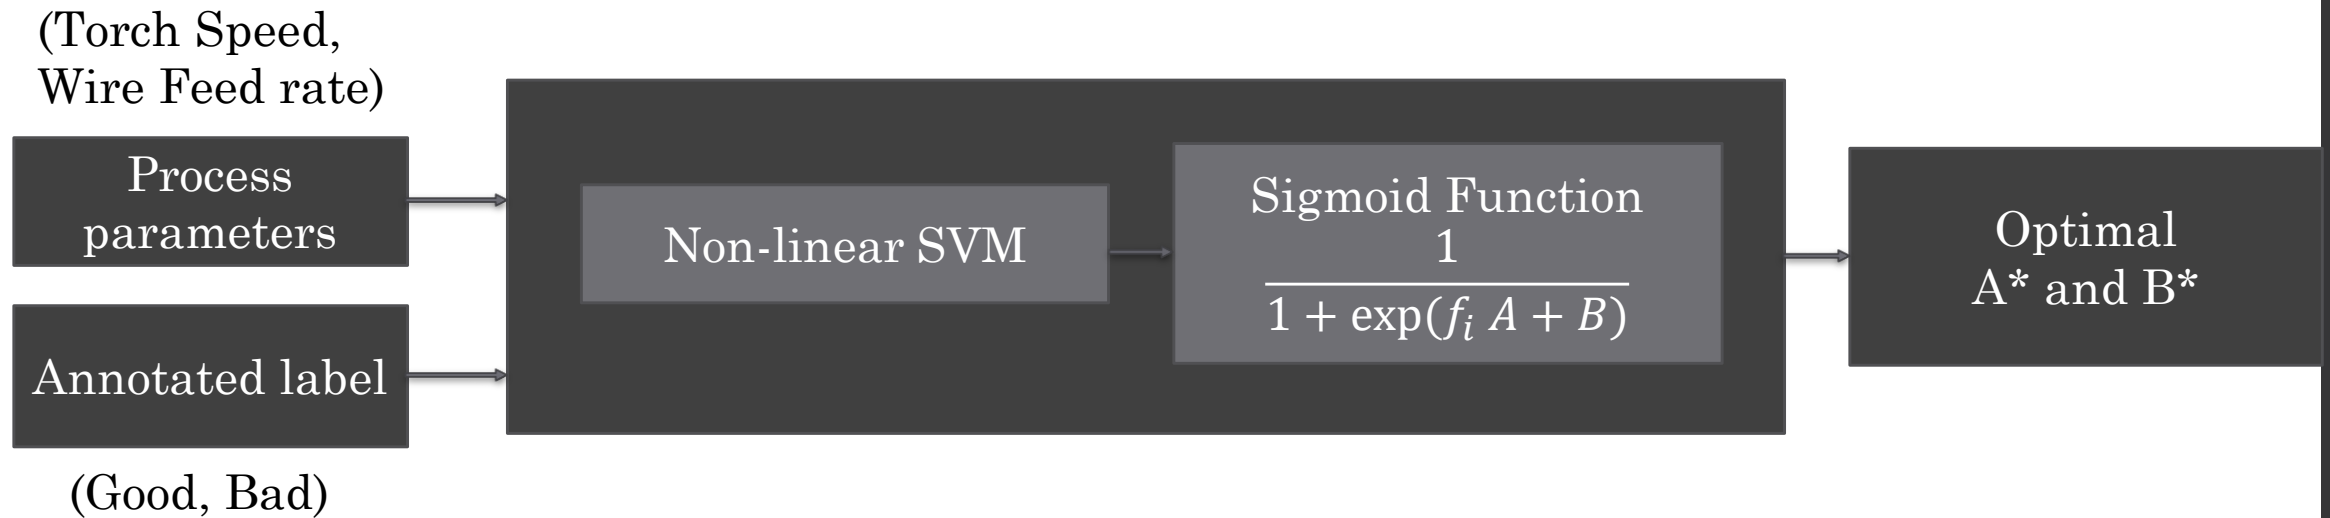 (Torch Speed,
Wire Feed rate)
Process
parameters
Annotated label
(Good, Bad)
Non-linear SVM
Sigmoid Function
1
1 + exp(fᵢ A + B)
Optimal
A* and B*